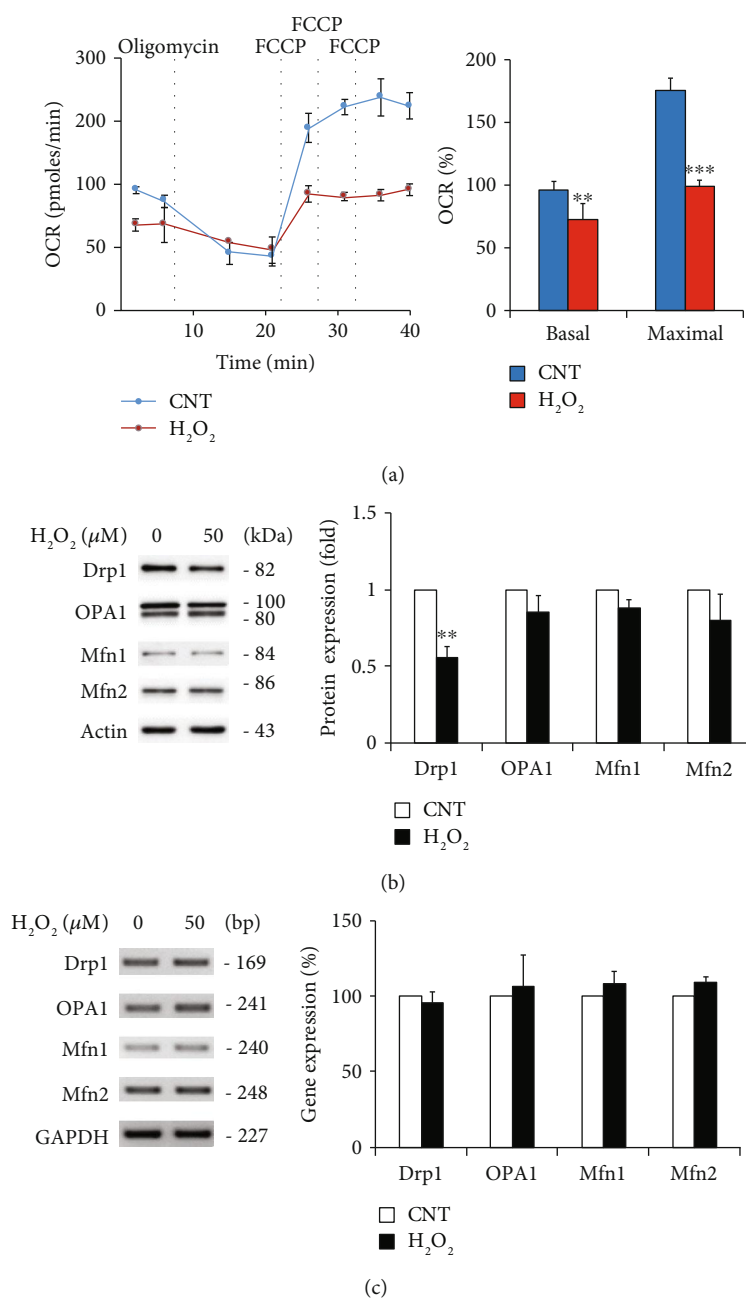 FCCP
Oligomycin FCCP FCCP
300
200
100
50
0
OCR (pmoles/min)
10 20 30 40
Time (min)
CNT
H₂O₂
200
150
100
50
0
OCR (%)
** ***
Basal Maximal
CNT
H₂O₂
(a)
H₂O₂ (μM) 0 50 (kDa)
Drp1 - 82
OPA1 - 100
- 80
Mfn1 - 84
Mfn2 - 86
Actin - 43
1.5
1
0.5
0
Protein expression (fold)
**
Drp1 OPA1 Mfn1 Mfn2
CNT
H₂O₂
(b)
H₂O₂ (μM) 0 50 (bp)
Drp1 - 169
OPA1 - 241
Mfn1 - 240
Mfn2 - 248
GAPDH - 227
150
100
50
0
Gene expression (%)
Drp1 OPA1 Mfn1 Mfn2
CNT
H₂O₂
(c)